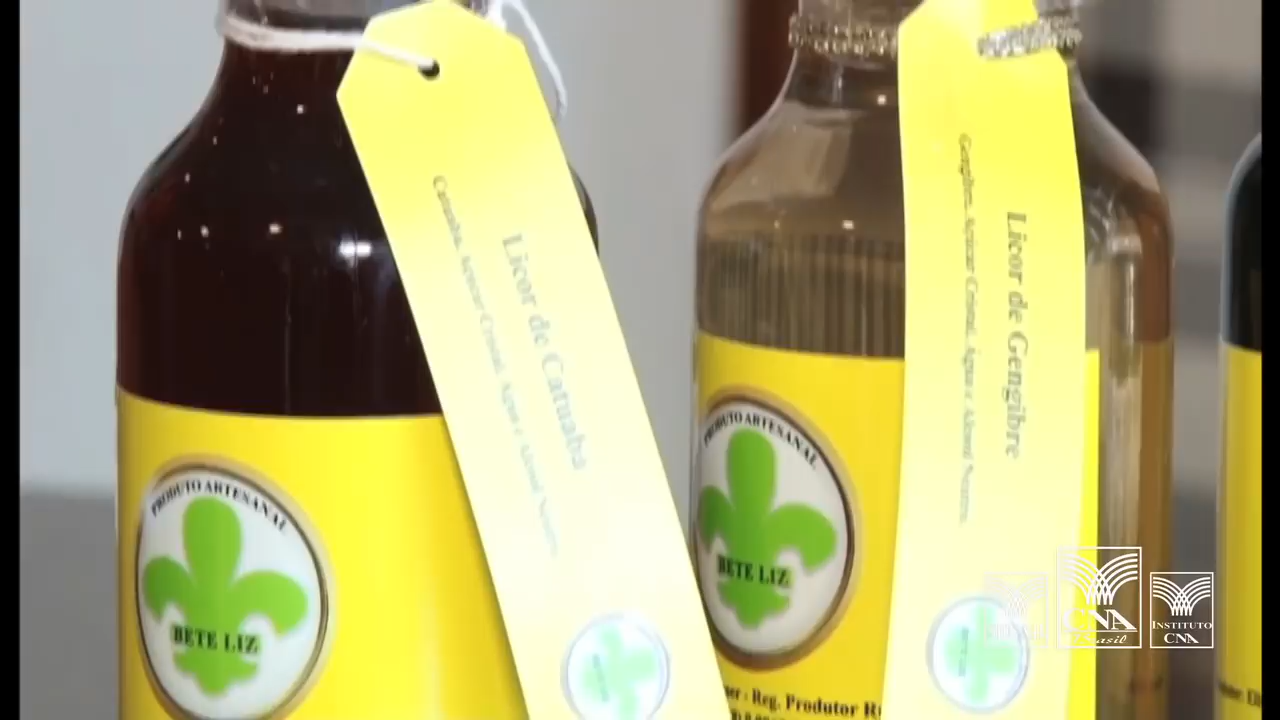 Licor de Catuaba
Catuaba, Açúcar Cristal, Água e Álcool Neutro.
PRODUTO ARTESANAL
BETE LIZ
Licor de Gengibre
Gengibre, Açúcar Cristal, Água e Álcool Neutro.
PRODUTO ARTESANAL
BETE LIZ
Reg. Produtor
CNA
Brasil
INSTITUTO
CNA